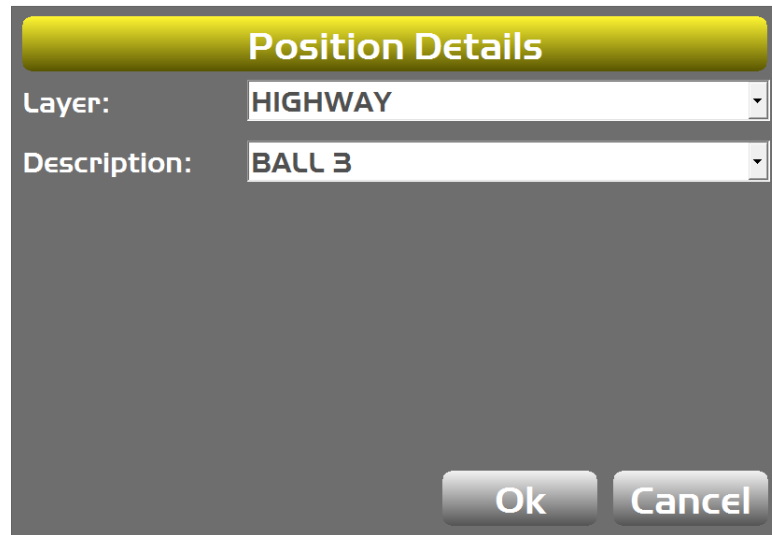 Position Details
Layer: HIGHWAY
Description: BALL 3
Ok Cancel